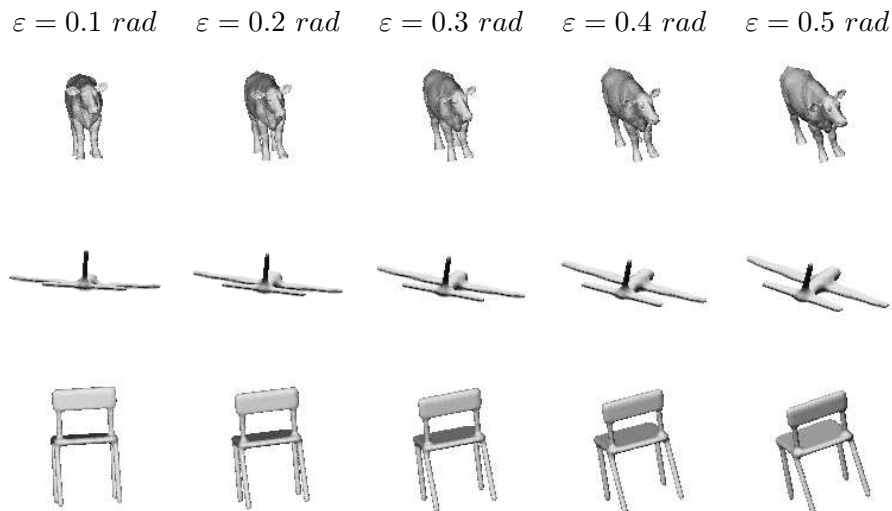 ε = 0.1 rad ε = 0.2 rad ε = 0.3 rad ε = 0.4 rad ε = 0.5 rad